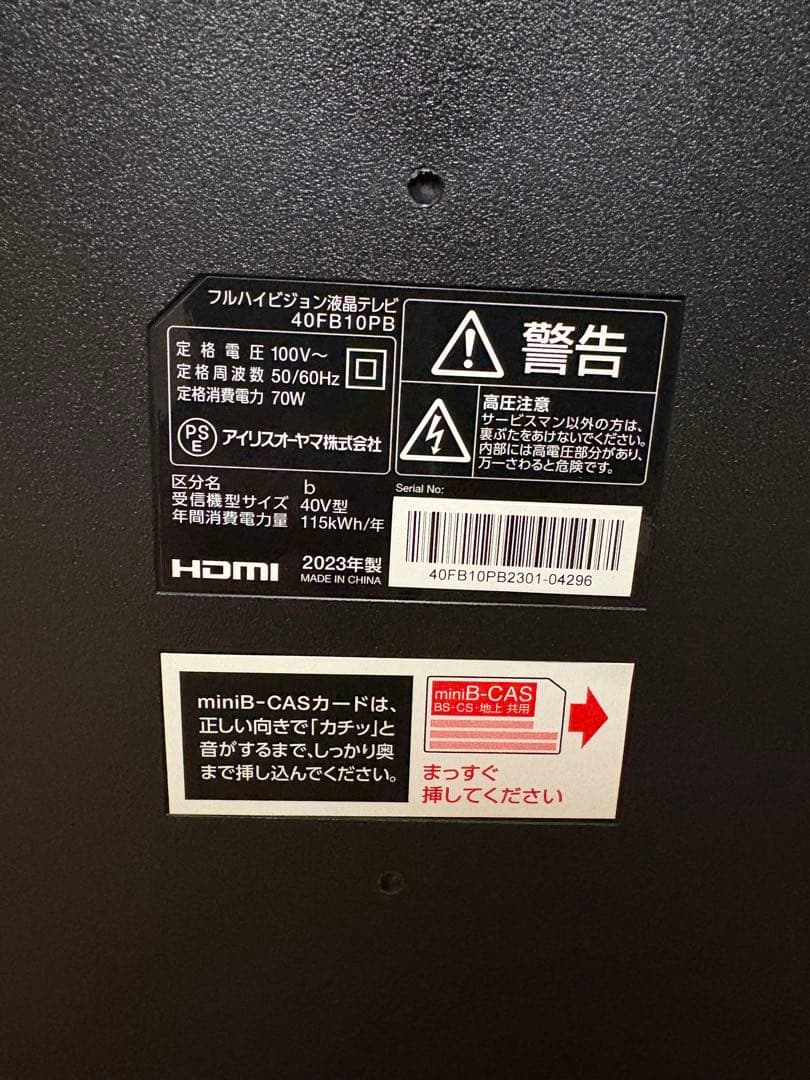 フルハイビジョン液晶テレビ
40FB10PB
定格電圧 100V～
定格周波数 50/60Hz
定格消費電力 70W
PSE アイリスオーヤマ株式会社
警告
高圧注意
サービスマン以外の方は、
裏ぶたをあけないでください。
内部には高電圧部分があり、
万一さわると危険です。
区分名 b
受信機型サイズ 40V型
年間消費電力量 115kWh/年
HDMI
2023年製
MADE IN CHINA
Serial No:
40FB10PB2301-04296
miniB-CASカードは、
正しい向きで「カチッ」と
音がするまで、しっかり奥
まで挿し込んでください。
miniB-CAS
BS・CS・地上 共用
まっすぐ
挿してください